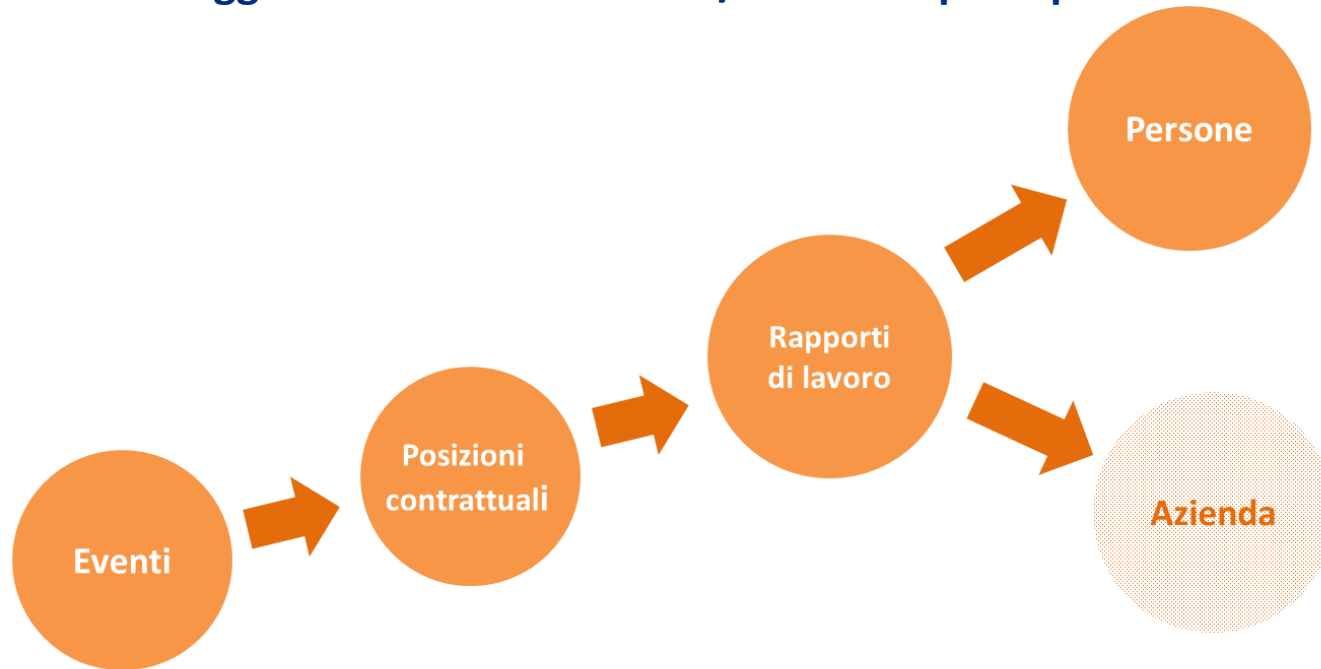 Eventi
Posizioni
contrattuali
Rapporti
di lavoro
Persone
Azienda